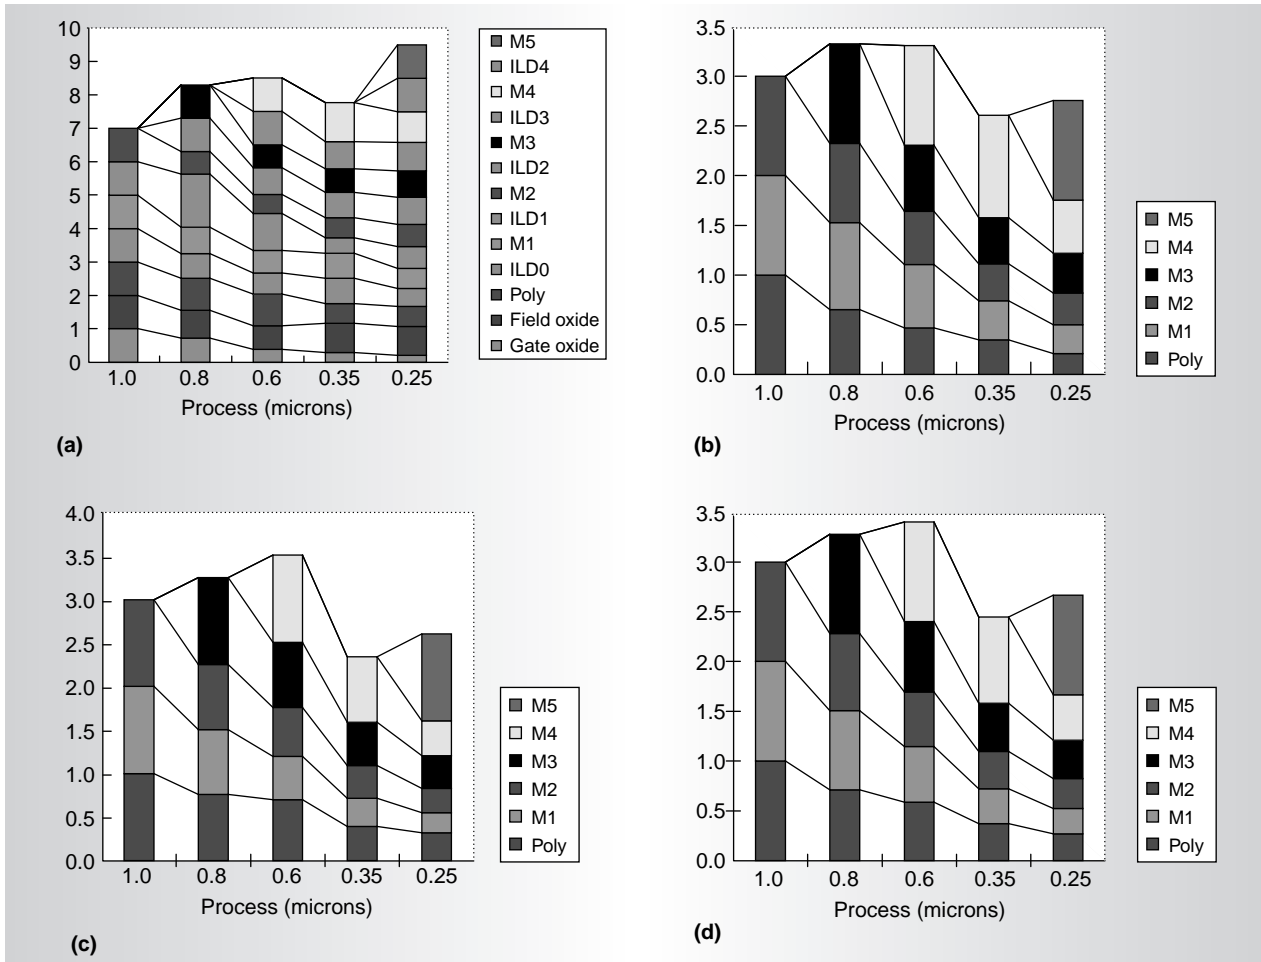 10
9
8
7
6
5
4
3
2
1
0
1.0 0.8 0.6 0.35 0.25
Process (microns)
M5
ILD4
M4
ILD3
M3
ILD2
M2
ILD1
M1
ILD0
Poly
Field oxide
Gate oxide
(a)
3.5
3.0
2.5
2.0
1.5
1.0
0.5
0.0
1.0 0.8 0.6 0.35 0.25
Process (microns)
M5
M4
M3
M2
M1
Poly
(b)
4.0
3.5
3.0
2.5
2.0
1.5
1.0
0.5
0.0
1.0 0.8 0.6 0.35 0.25
Process (microns)
M5
M4
M3
M2
M1
Poly
(c)
3.5
3.0
2.5
2.0
1.5
1.0
0.5
0.0
1.0 0.8 0.6 0.35 0.25
Process (microns)
M5
M4
M3
M2
M1
Poly
(d)